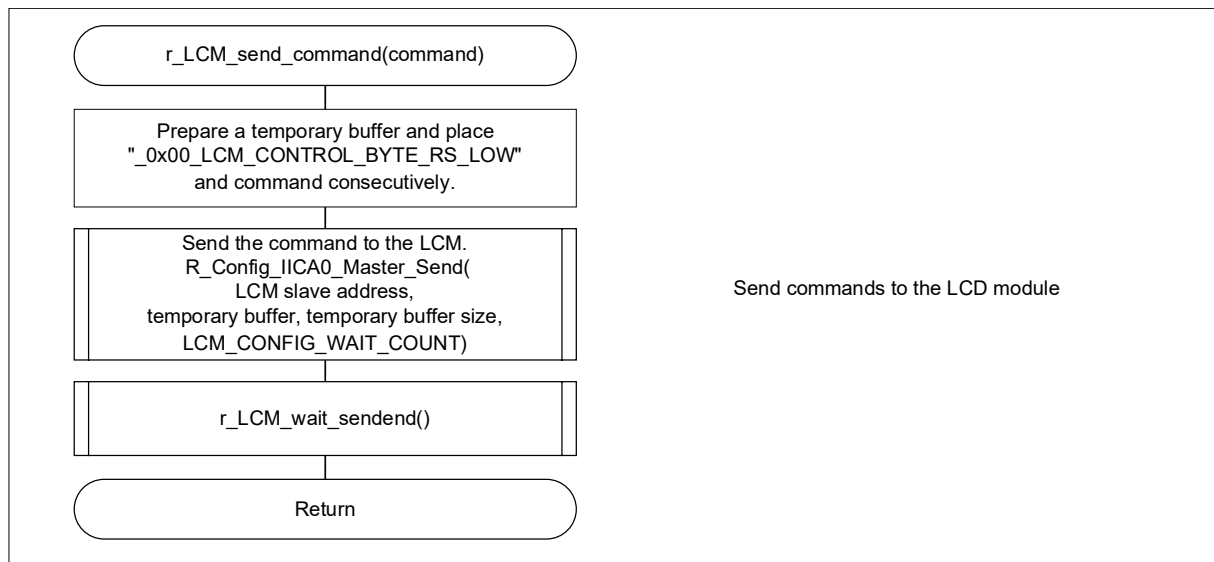 r_LCM_send_command(command)
Prepare a temporary buffer and place
"_0x00_LCM_CONTROL_BYTE_RS_LOW"
and command consecutively.
Send the command to the LCM.
R_Config_IICA0_Master_Send(
LCM slave address,
temporary buffer, temporary buffer size,
LCM_CONFIG_WAIT_COUNT)
Send commands to the LCD module
r_LCM_wait_sendend()
Return